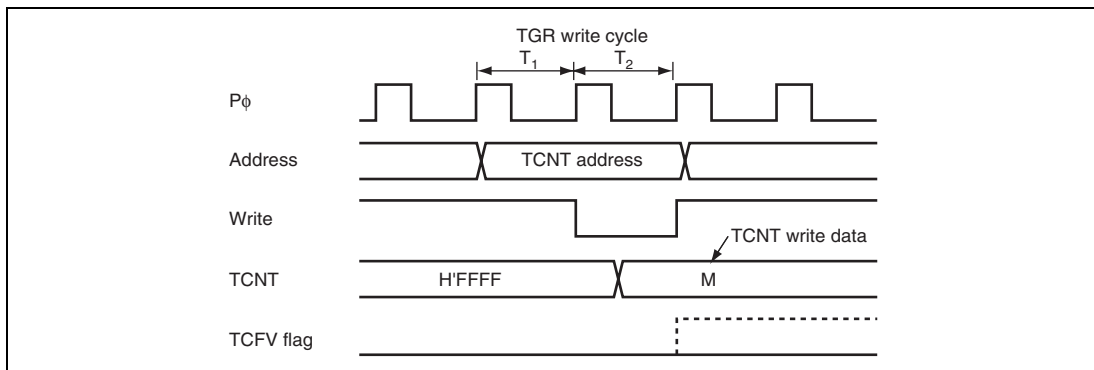 TGR write cycle
T1 T2
Pϕ
Address TCNT address
Write
TCNT write data
TCNT H'FFFF M
TCFV flag